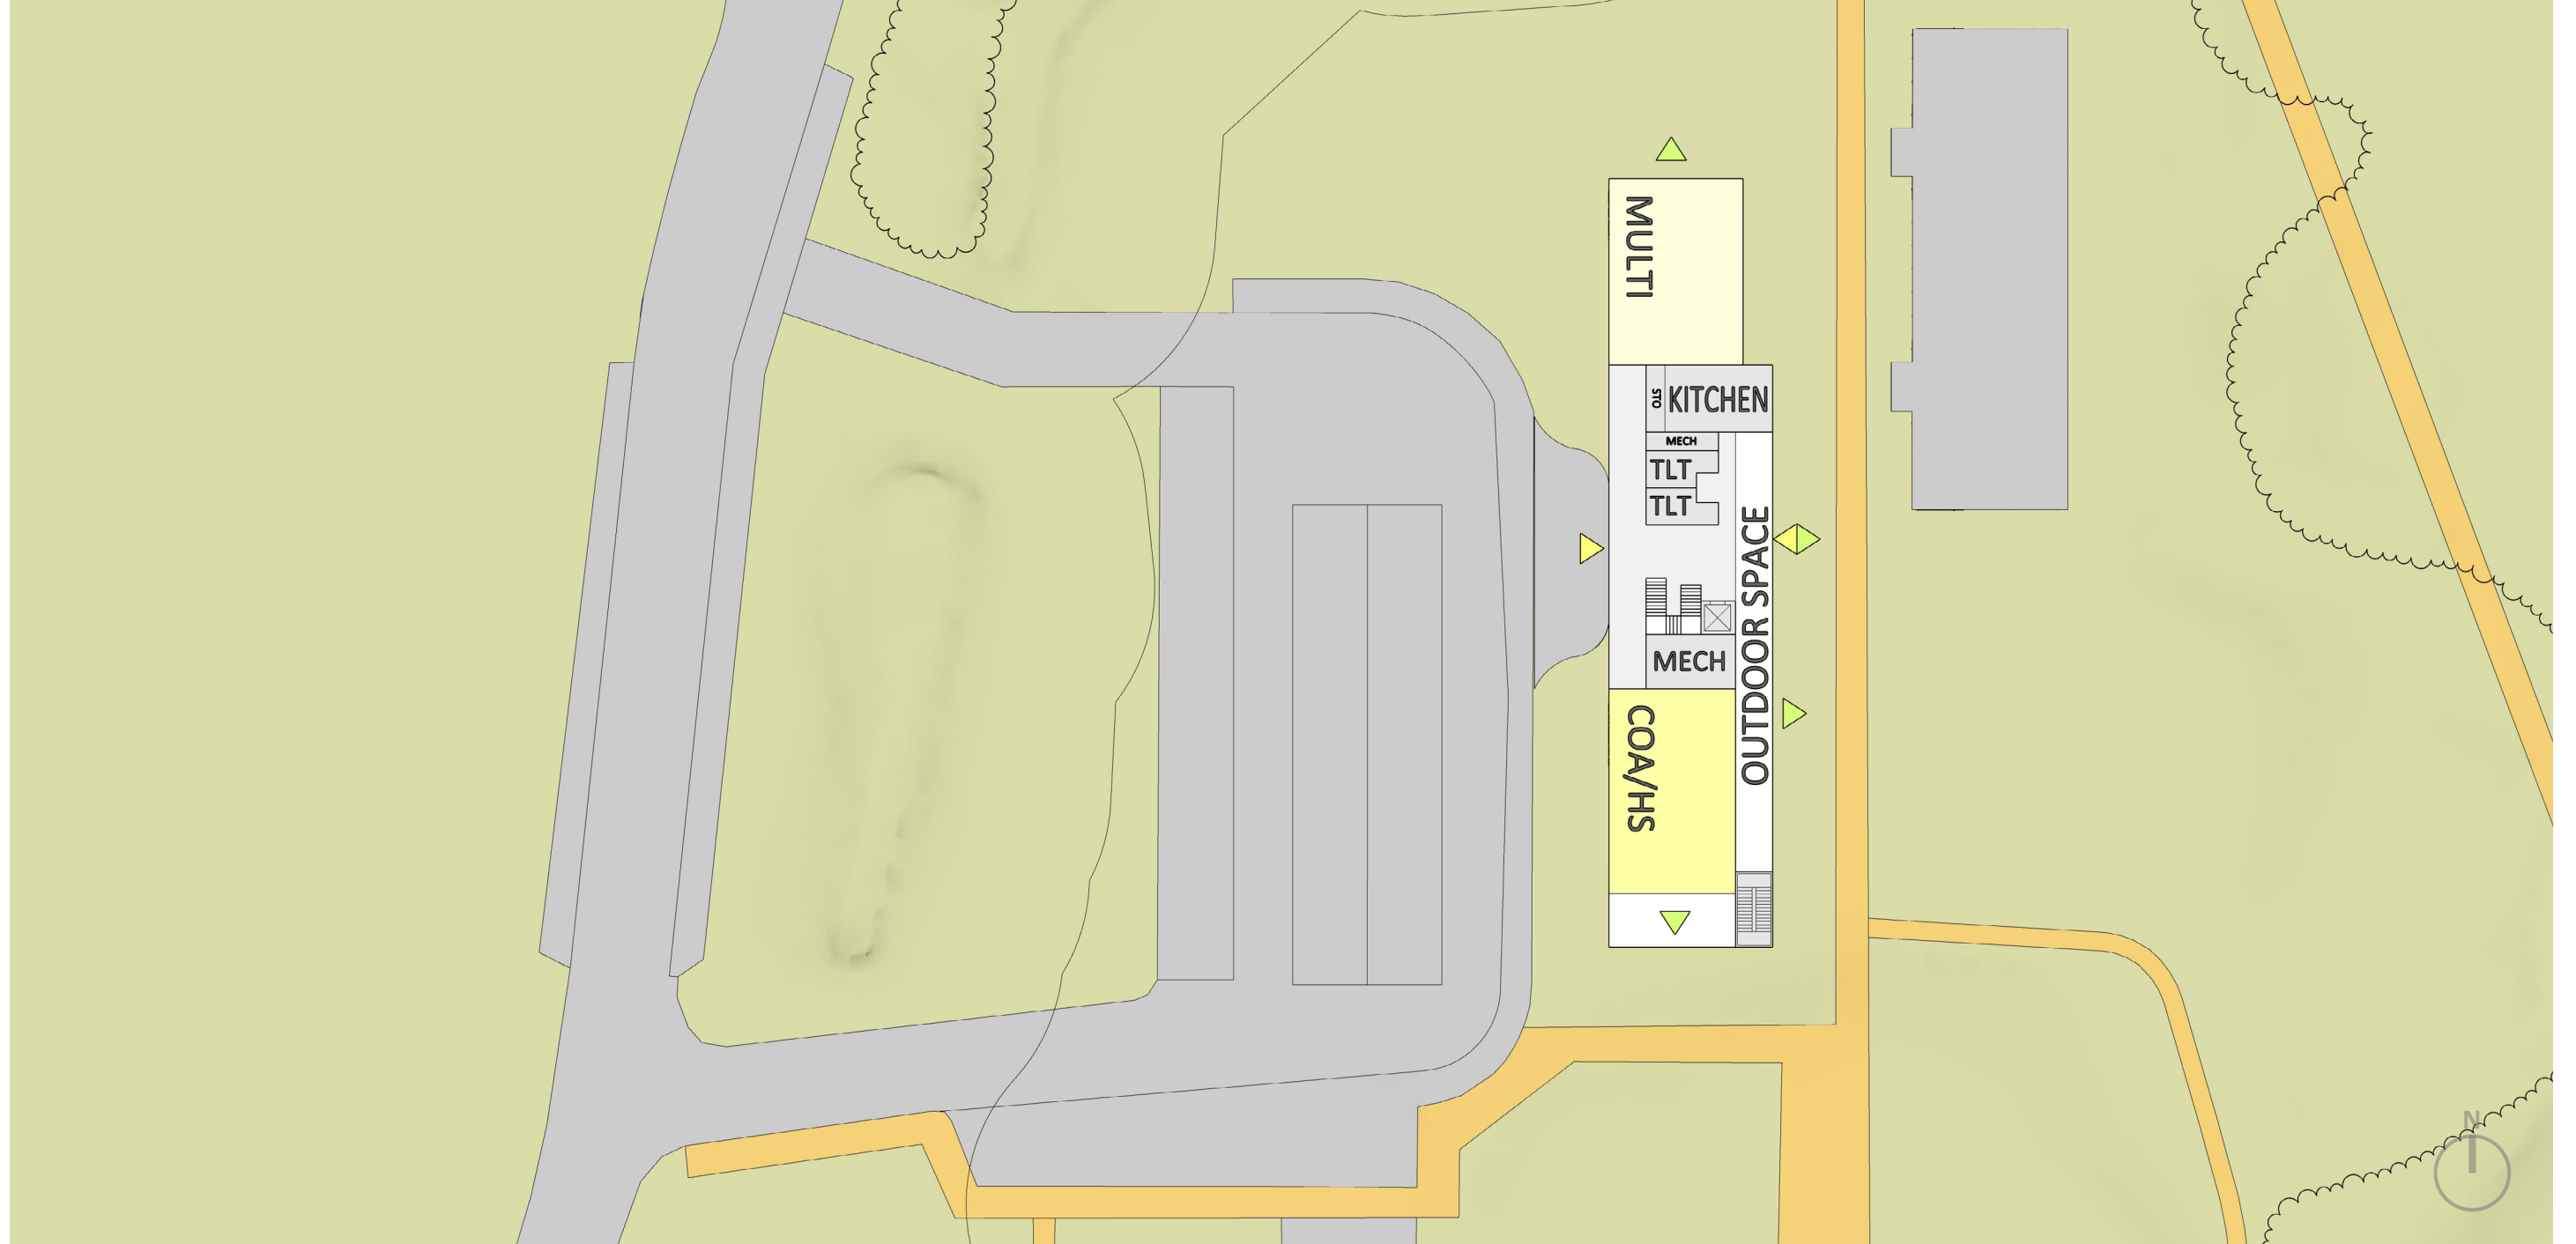 MULTI
STO
KITCHEN
MECH
TLT
TLT
OUTDOOR SPACE
MECH
COA/HS
N